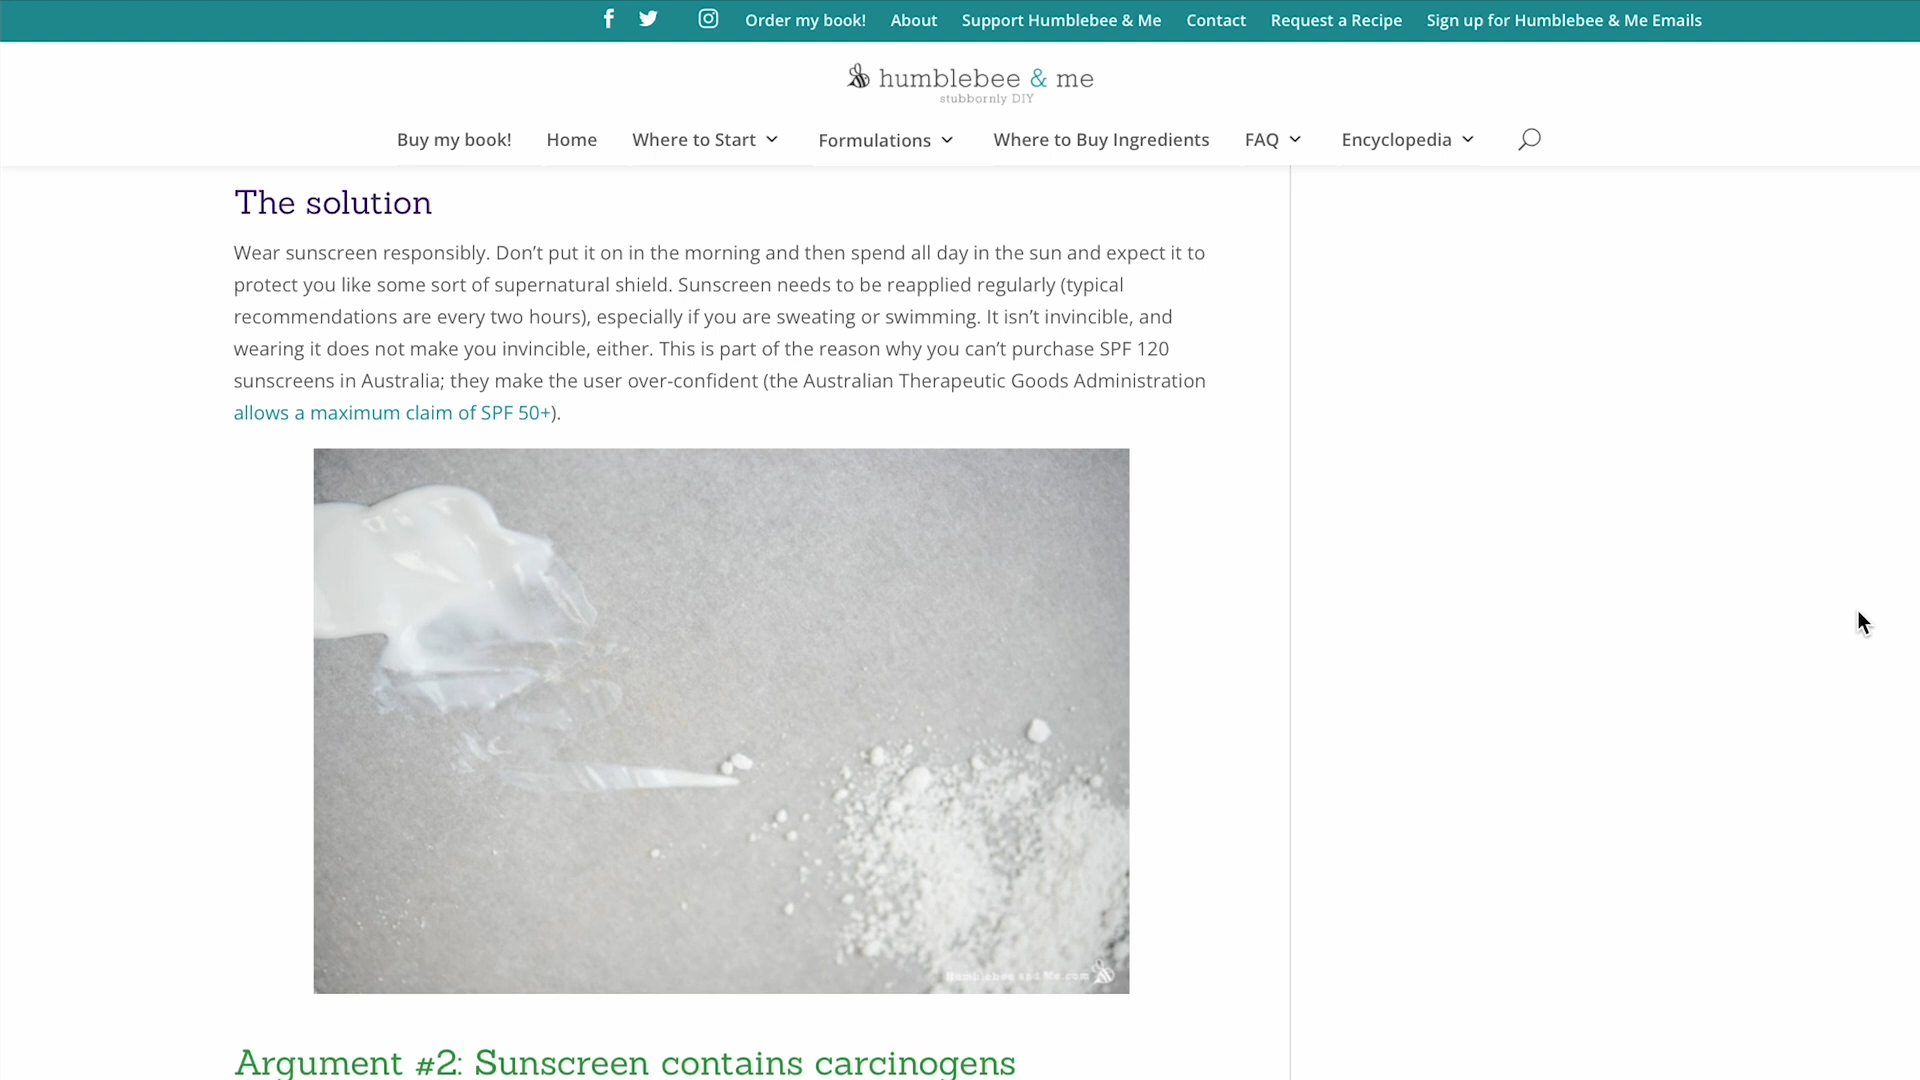 Order my book! About Support Humblebee & Me Contact Request a Recipe Sign up for Humblebee & Me Emails
humblebee & me
stubbornly DIY
Buy my book! Home Where to Start Formulations Where to Buy Ingredients FAQ Encyclopedia
The solution
Wear sunscreen responsibly. Don’t put it on in the morning and then spend all day in the sun and expect it to
protect you like some sort of supernatural shield. Sunscreen needs to be reapplied regularly (typical
recommendations are every two hours), especially if you are sweating or swimming. It isn’t invincible, and
wearing it does not make you invincible, either. This is part of the reason why you can’t purchase SPF 120
sunscreens in Australia; they make the user over-confident (the Australian Therapeutic Goods Administration
allows a maximum claim of SPF 50+).
Humblebee and Me.com
Argument #2: Sunscreen contains carcinogens